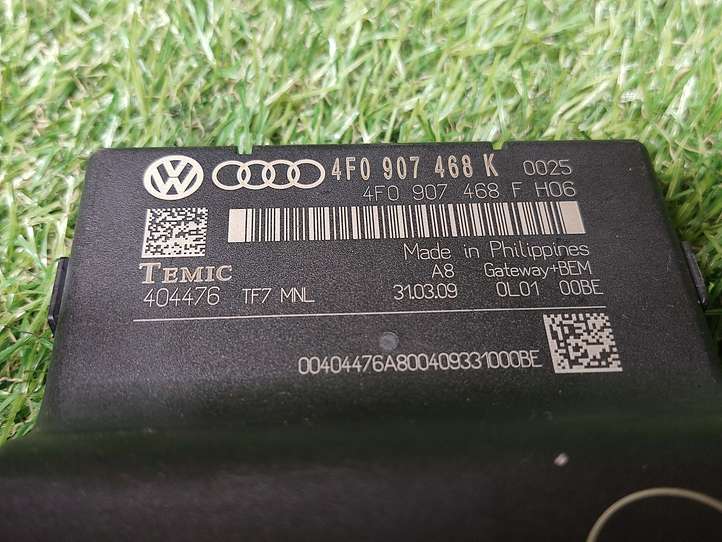 4F0 907 468 K 0025
4F0 907 468 F H06
Made in Philippines
TEMIC A8 Gateway+BEM
404476 TF7 MNL 31.03.09 0L01 00BE
00404476A800409331000BE